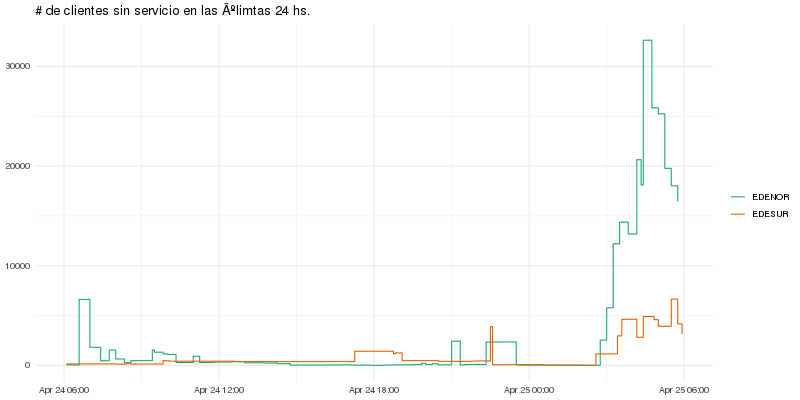 # de clientes sin servicio en las Ãºlimtas 24 hs.
30000
20000
10000
0
Apr 24 06:00
Apr 24 12:00
Apr 24 18:00
Apr 25 00:00
Apr 25 06:00
EDENOR
EDESUR